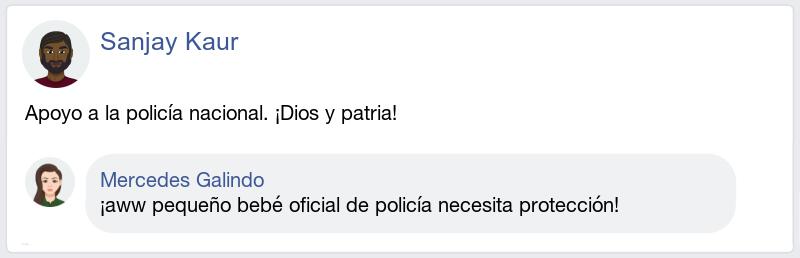 Sanjay Kaur
Apoyo a la policía nacional. ¡Dios y patria!
Mercedes Galindo
¡aww pequeño bebé oficial de policía necesita protección!